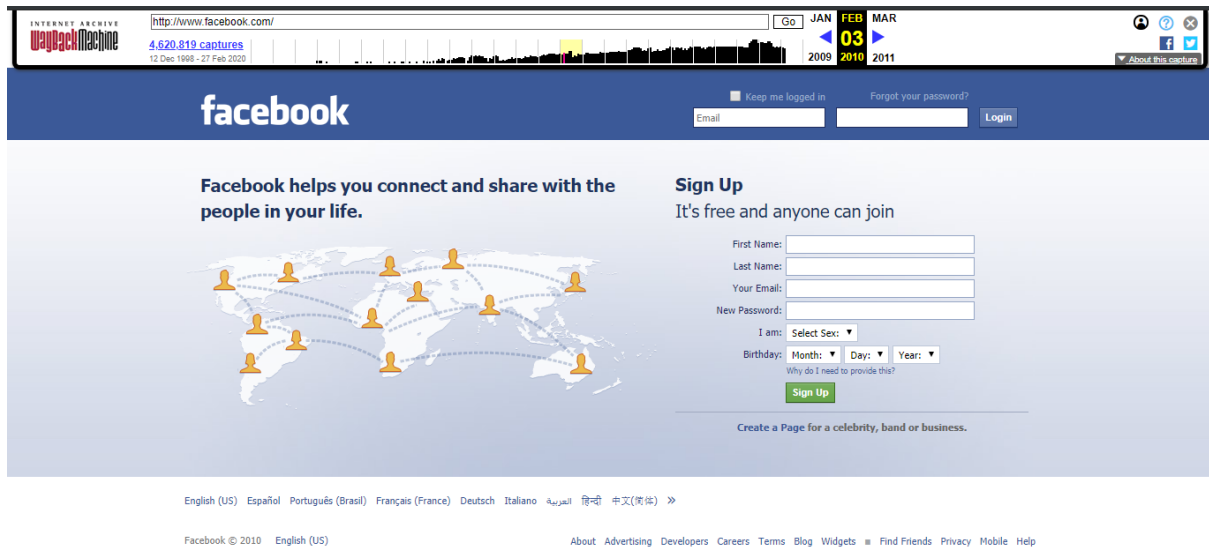 INTERNET ARCHIVE
WayBackMachine
http://www.facebook.com/
Go
JAN FEB MAR
03
2009 2010 2011
4,620,819 captures
12 Dec 1998 - 27 Feb 2020
About this capture
facebook
Keep me logged in
Forgot your password?
Email
Login
Facebook helps you connect and share with the
people in your life.
Sign Up
It's free and anyone can join
First Name:
Last Name:
Your Email:
New Password:
I am: Select Sex:
Birthday: Month: Day: Year:
Why do I need to provide this?
Sign Up
Create a Page for a celebrity, band or business.
English (US) Español Português (Brasil) Français (France) Deutsch Italiano العربية हिन्दी 中文(简体) »
Facebook © 2010 English (US)
About Advertising Developers Careers Terms Blog Widgets ■ Find Friends Privacy Mobile Help